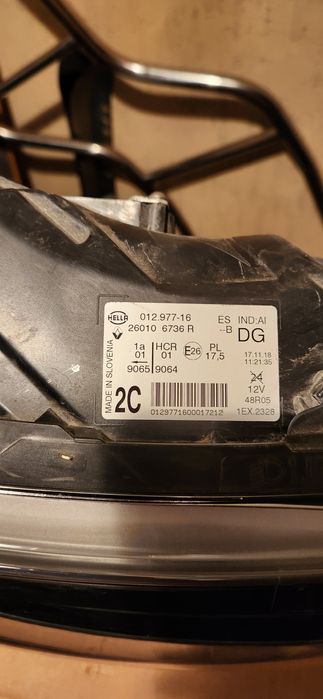 HELLA 012.977-16 ES IND:AI
26010 6736 R --B DG
1a HCR PL 17.11.18
01 01 E26 17,5 11:21:35
9065 9064 24
12V
2C 48R05
0129771600017212 1EX.2328
MADE IN SLOVENIA